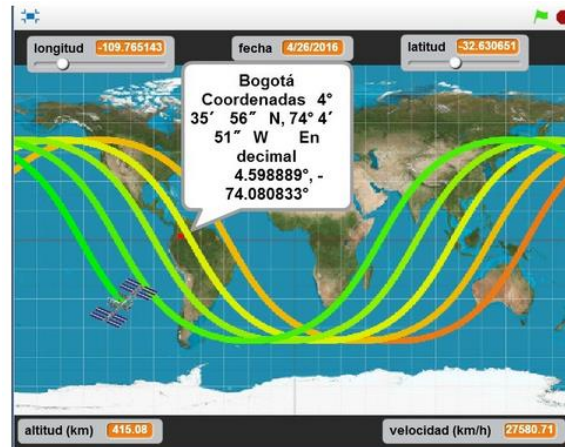 longitud -109.765143
fecha 4/26/2016
latitud -32.630651
Bogotá
Coordenadas 4°
35′ 56″ N, 74° 4′
51″ W En
decimal
4.598889°, -
74.080833°
altitud (km) 415.08
velocidad (km/h) 27580.71